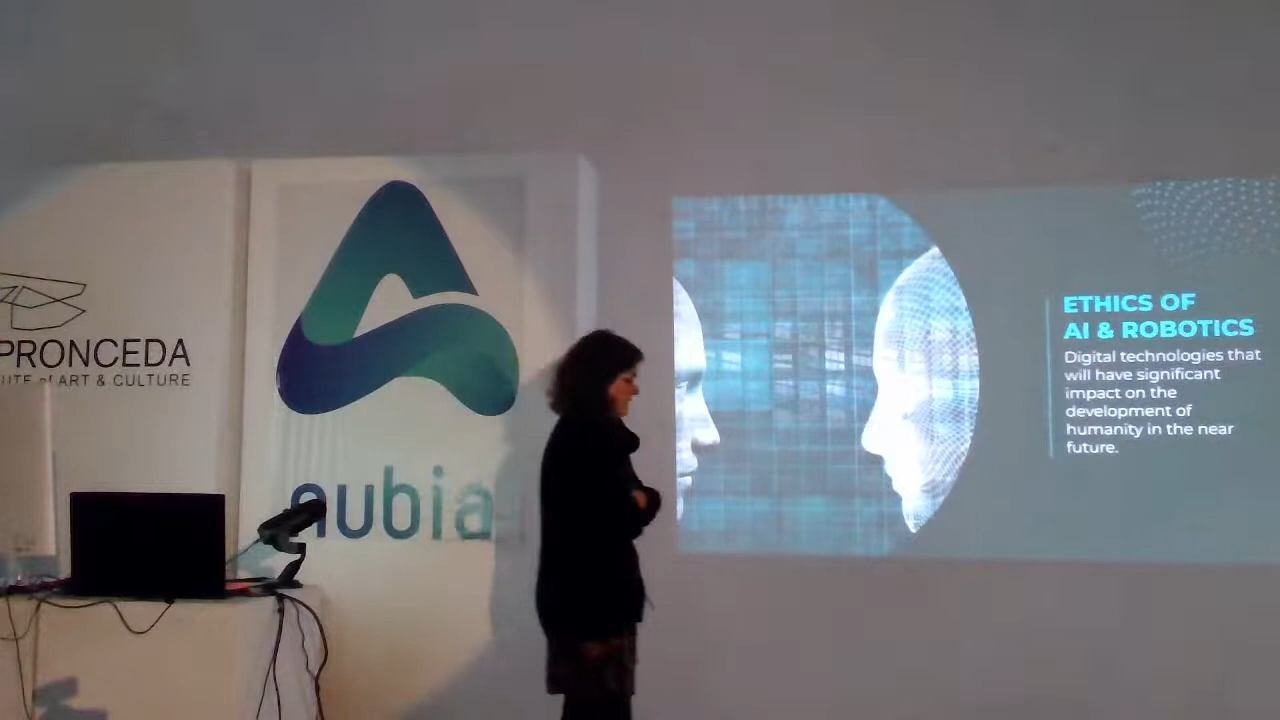 PRONCEDA
ART & CULTURE
nubia
ETHICS OF
AI & ROBOTICS
Digital technologies that
will have significant
impact on the
development of
humanity in the near
future.